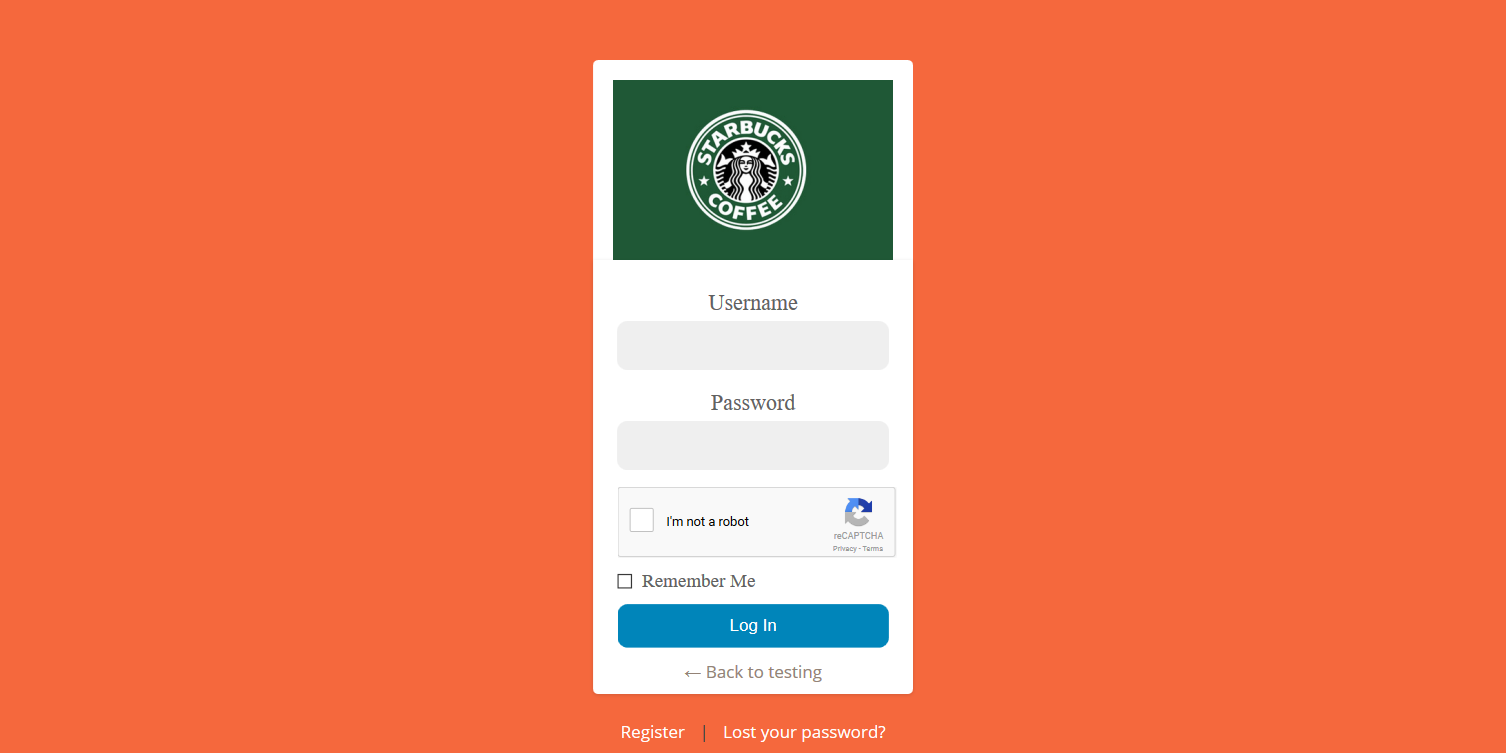 STARBUCKS
COFFEE
Username
Password
I'm not a robot
reCAPTCHA
Privacy - Terms
Remember Me
Log In
← Back to testing
Register | Lost your password?